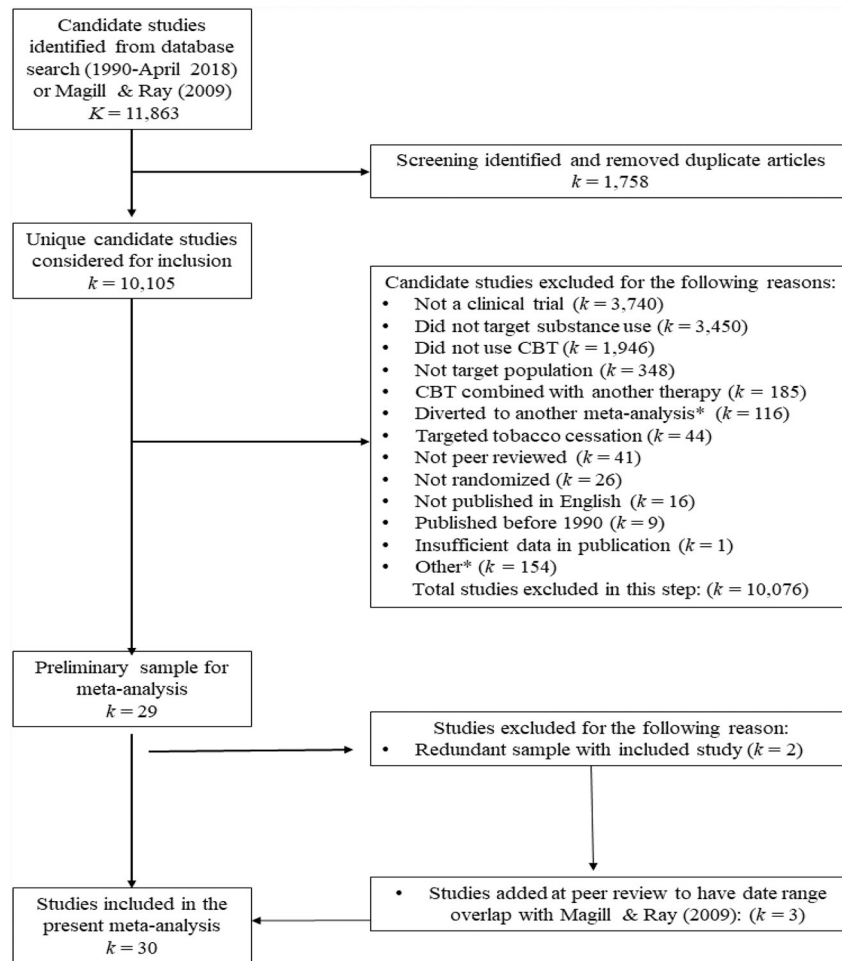 Candidate studies
identified from database
search (1990-April 2018)
or Magill & Ray (2009)
K = 11,863
Screening identified and removed duplicate articles
k = 1,758
Unique candidate studies
considered for inclusion
k = 10,105
Candidate studies excluded for the following reasons:
• Not a clinical trial (k = 3,740)
• Did not target substance use (k = 3,450)
• Did not use CBT (k = 1,946)
• Not target population (k = 348)
• CBT combined with another therapy (k = 185)
• Diverted to another meta-analysis* (k = 116)
• Targeted tobacco cessation (k = 44)
• Not peer reviewed (k = 41)
• Not randomized (k = 26)
• Not published in English (k = 16)
• Published before 1990 (k = 9)
• Insufficient data in publication (k = 1)
• Other* (k = 154)
Total studies excluded in this step: (k = 10,076)
Preliminary sample for
meta-analysis
k = 29
Studies excluded for the following reason:
• Redundant sample with included study (k = 2)
• Studies added at peer review to have date range
overlap with Magill & Ray (2009): (k = 3)
Studies included in the
present meta-analysis
k = 30